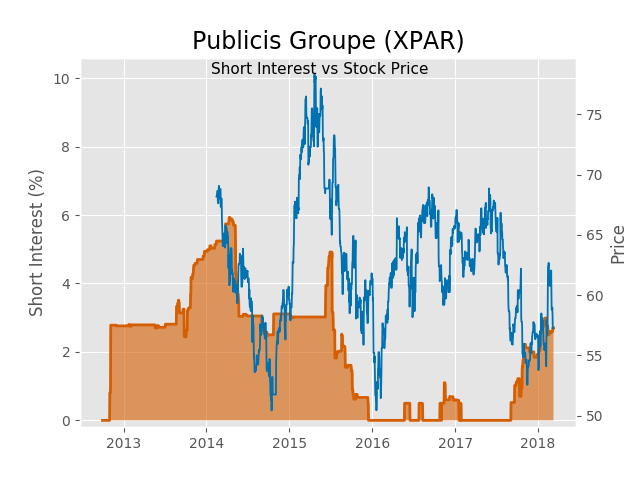 Publicis Groupe (XPAR)
Short Interest vs Stock Price
Short Interest (%)
10
8
6
4
2
0
75
70
65
60
55
50
Price
2013 2014 2015 2016 2017 2018